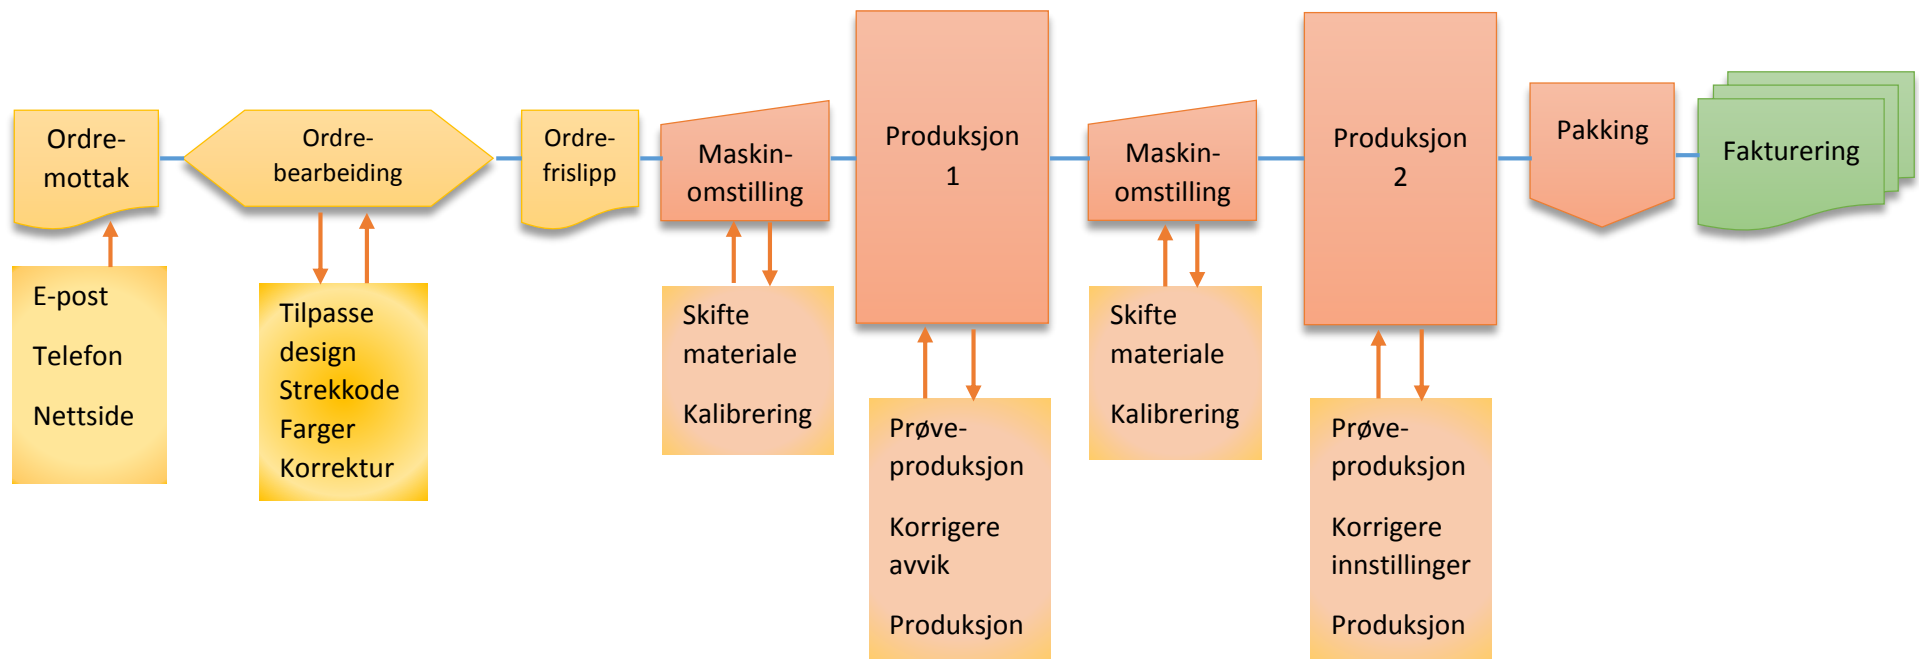 Ordre-
mottak
Ordre-
bearbeiding
Ordre-
frislipp
Maskin-
omstilling
Produksjon
1
Maskin-
omstilling
Produksjon
2
Pakking
Fakturering
E-post
Telefon
Nettside
Tilpasse
design
Strekkode
Farger
Korrektur
Skifte
materiale
Kalibrering
Prøve-
produksjon
Korrigere
avvik
Produksjon
Skifte
materiale
Kalibrering
Prøve-
produksjon
Korrigere
innstillinger
Produksjon